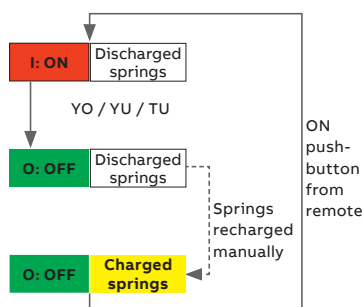 I: ON
Discharged
springs
YO / YU / TU
O: OFF
Discharged
springs
Springs
recharged
manually
O: OFF
Charged
springs
ON
push-
button
from
remote